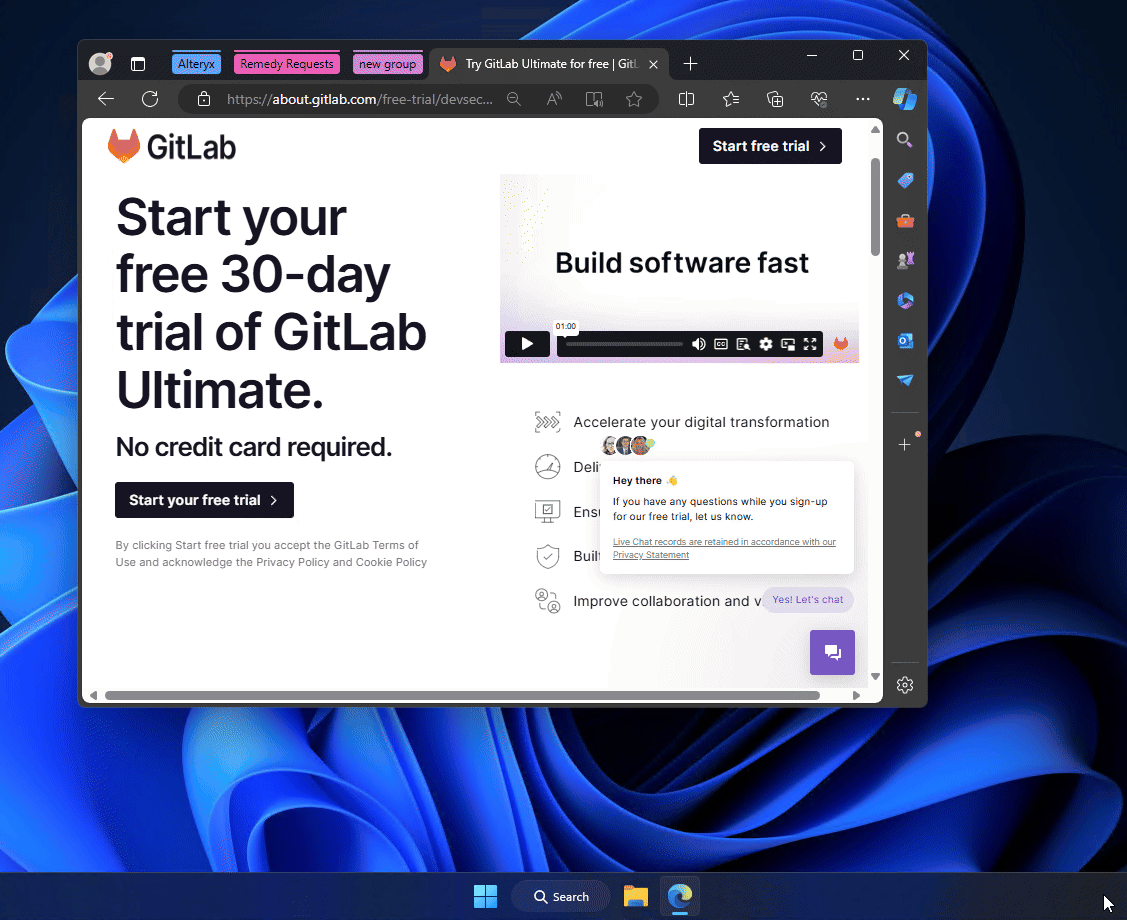 Alteryx
Remedy Requests
new group
Try GitLab Ultimate for free | GitL
https://about.gitlab.com/free-trial/devsec...
GitLab
Start free trial
Start your
free 30-day
trial of GitLab
Ultimate.
No credit card required.
Start your free trial
By clicking Start free trial you accept the GitLab Terms of
Use and acknowledge the Privacy Policy and Cookie Policy
Build software fast
01:00
CC
Accelerate your digital transformation
Deli
Ensu
Built
Improve collaboration and v
Hey there 👋
If you have any questions while you sign-up
for our free trial, let us know.
Live Chat records are retained in accordance with our
Privacy Statement
Yes! Let's chat
Search